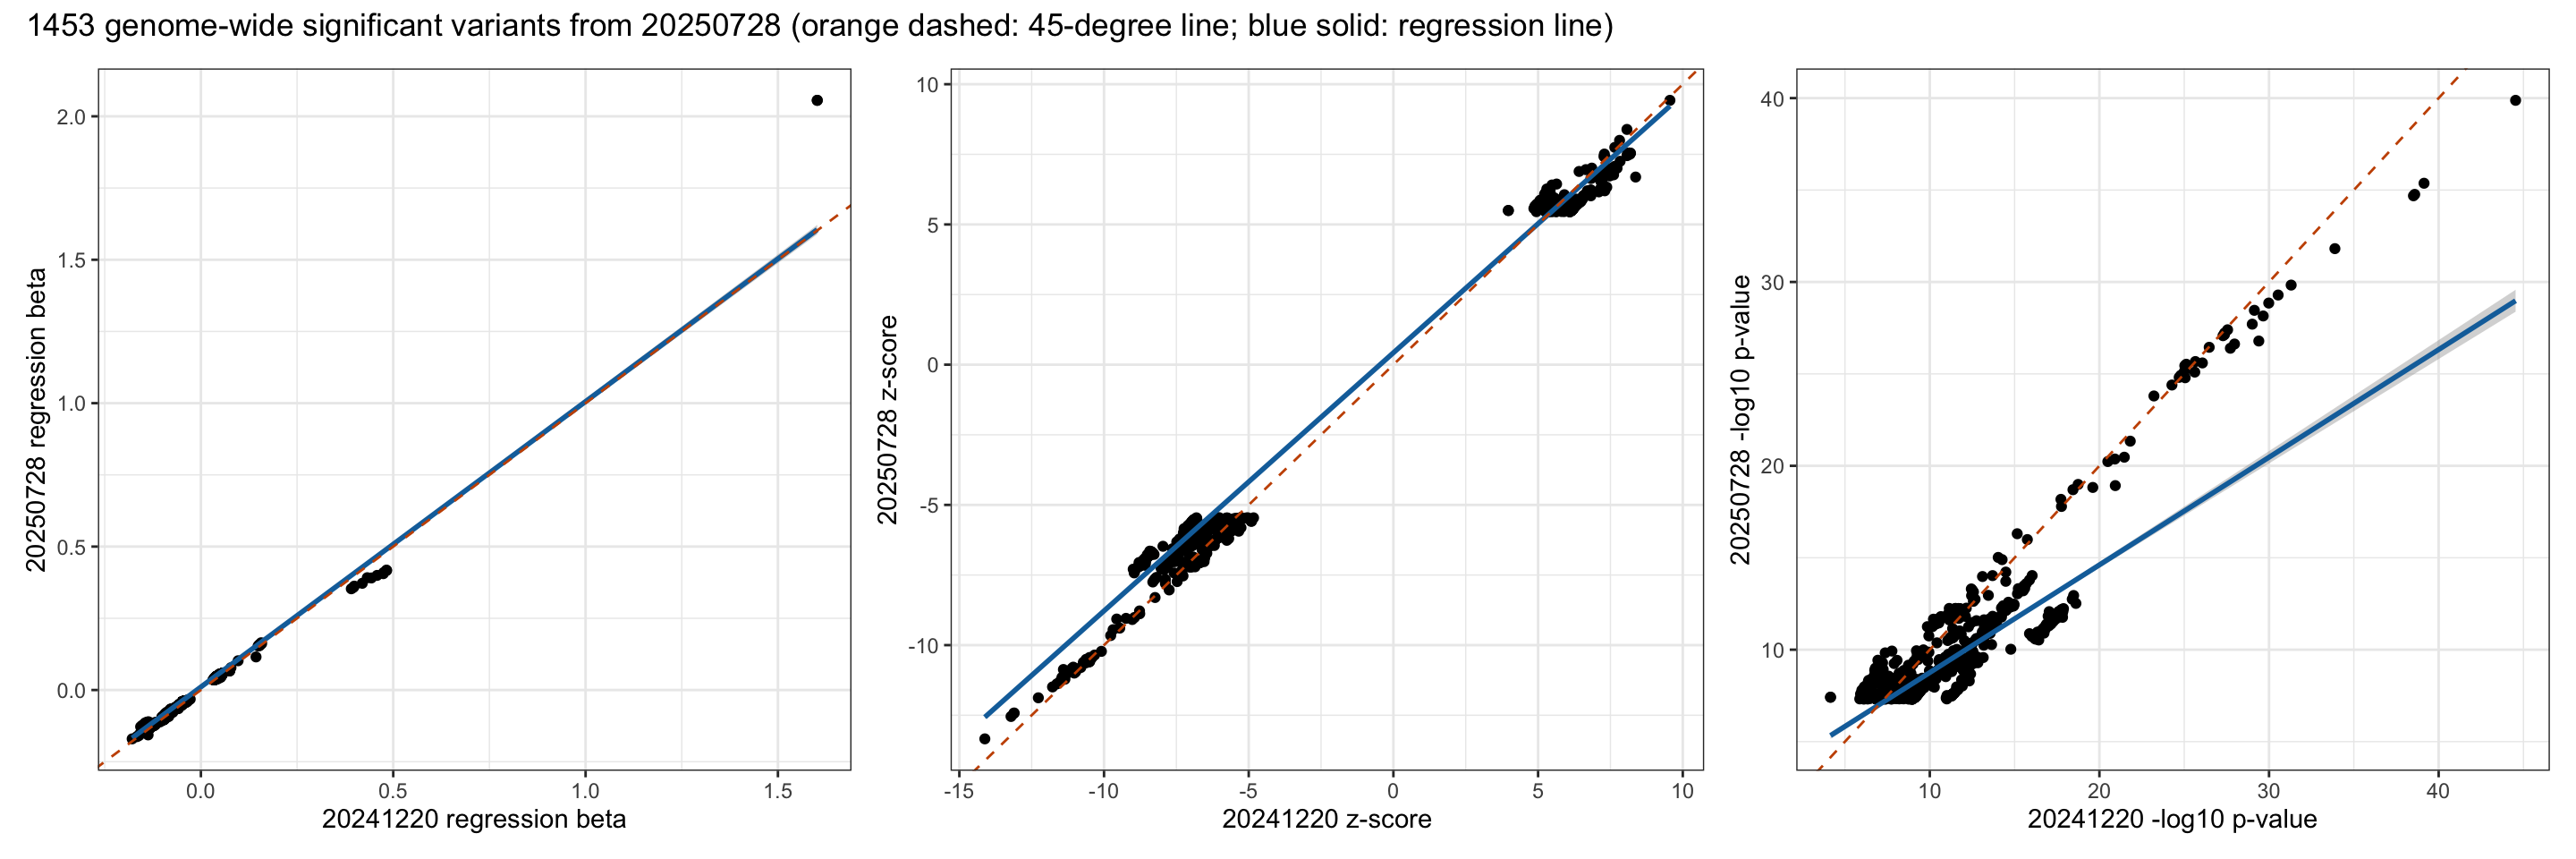 1453 genome-wide significant variants from 20250728 (orange dashed: 45-degree line; blue solid: regression line)
20250728 regression beta
2.0
1.5
1.0
0.5
0.0
0.0 0.5 1.0 1.5
20241220 regression beta
20250728 z-score
10
5
0
-5
-10
-15 -10 -5 0 5 10
20241220 z-score
20250728 -log10 p-value
40
30
20
10
10 20 30 40
20241220 -log10 p-value